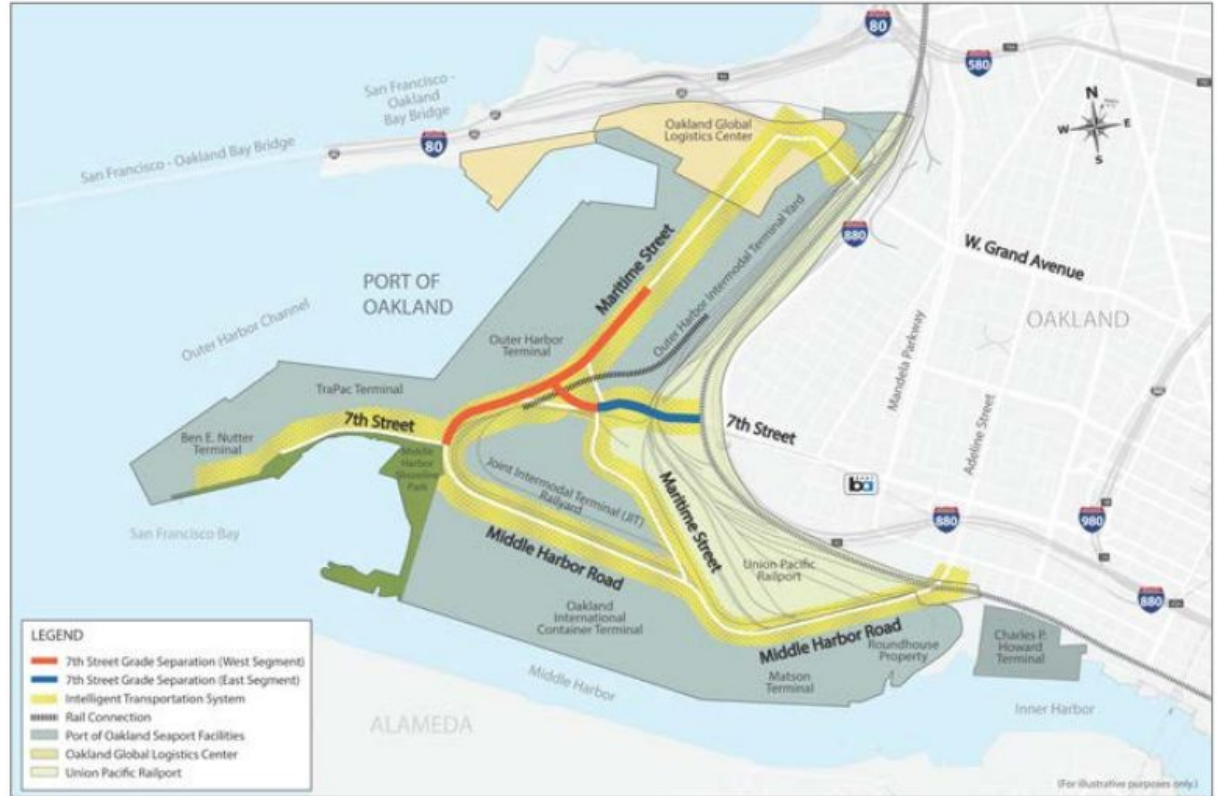 80
580
N
W E
S
San Francisco -
Oakland
Bay Bridge
80
San Francisco - Oakland Bay Bridge
Oakland Global
Logistics Center
880
W. Grand Avenue
PORT OF
OAKLAND
Maritime Street
Outer Harbor Intermodal Terminal Yard
OAKLAND
Outer Harbor Channel
Outer Harbor
Terminal
Mandela Parkway
Adeline Street
TraPac Terminal
7th Street
7th Street
Ben E. Nutter
Terminal
Middle
Harbor
Shoreline
Park
Joint Intermodal Terminal (JIT)
Railyard
Maritime Street
ba
880
980
San Francisco Bay
Middle Harbor Road
Union Pacific
Railport
880
Oakland
International
Container Terminal
Middle Harbor Road
Roundhouse
Property
Charles P.
Howard
Terminal
Matson
Terminal
Middle Harbor
Inner Harbor
ALAMEDA
LEGEND
7th Street Grade Separation (West Segment)
7th Street Grade Separation (East Segment)
Intelligent Transportation System
Rail Connection
Port of Oakland Seaport Facilities
Oakland Global Logistics Center
Union Pacific Railport
(For illustrative purposes only.)